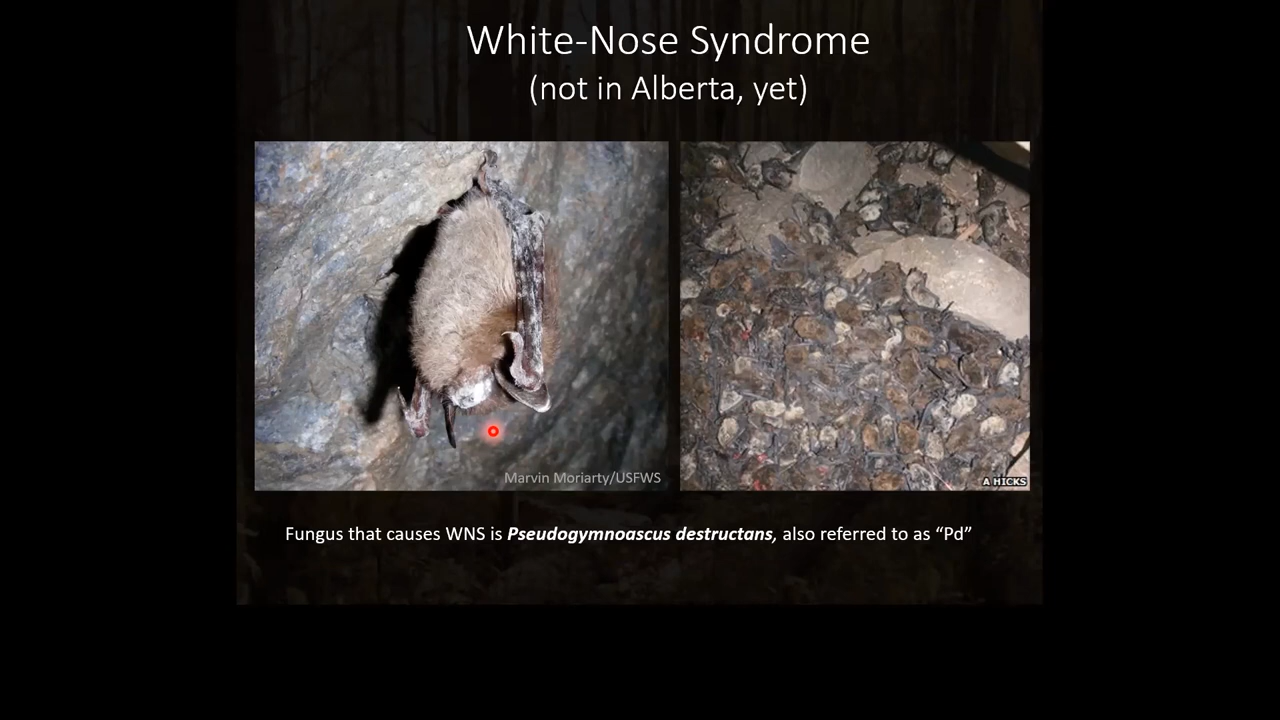 White-Nose Syndrome
(not in Alberta, yet)
Marvin Moriarty/USFWS
A HICKS
Fungus that causes WNS is Pseudogymnoascus destructans, also referred to as “Pd”